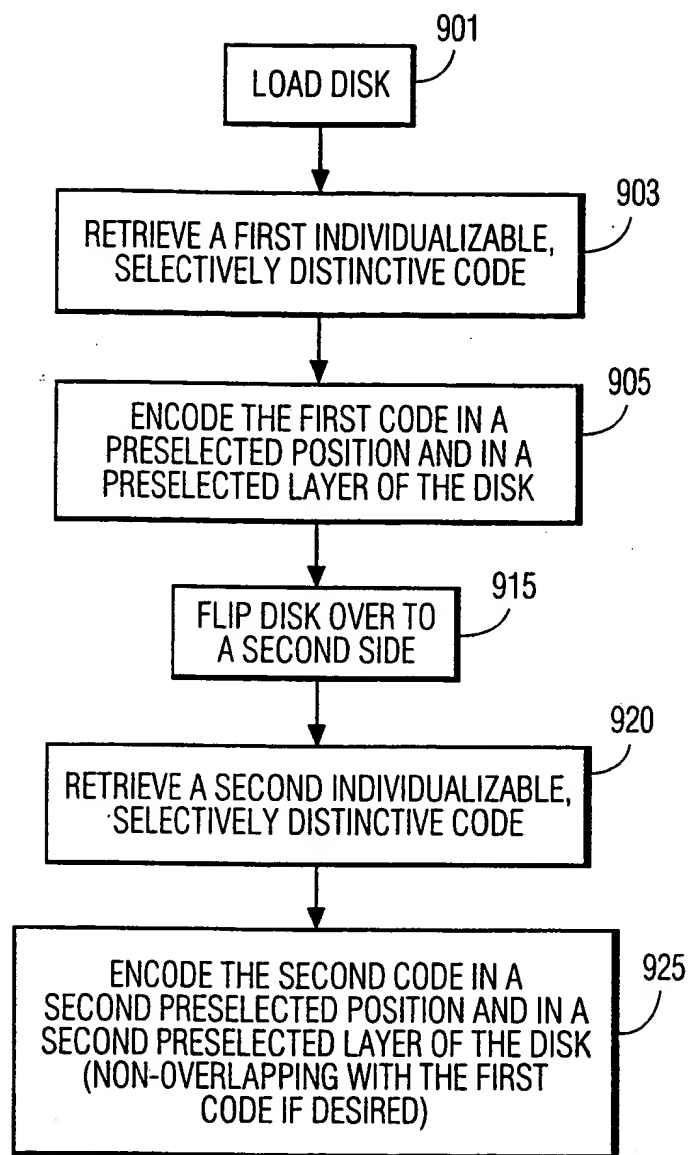 901
LOAD DISK
903
RETRIEVE A FIRST INDIVIDUALIZABLE,
SELECTIVELY DISTINCTIVE CODE
905
ENCODE THE FIRST CODE IN A
PRESELECTED POSITION AND IN A
PRESELECTED LAYER OF THE DISK
915
FLIP DISK OVER TO
A SECOND SIDE
920
RETRIEVE A SECOND INDIVIDUALIZABLE,
SELECTIVELY DISTINCTIVE CODE
925
ENCODE THE SECOND CODE IN A
SECOND PRESELECTED POSITION AND IN A
SECOND PRESELECTED LAYER OF THE DISK
(NON-OVERLAPPING WITH THE FIRST
CODE IF DESIRED)